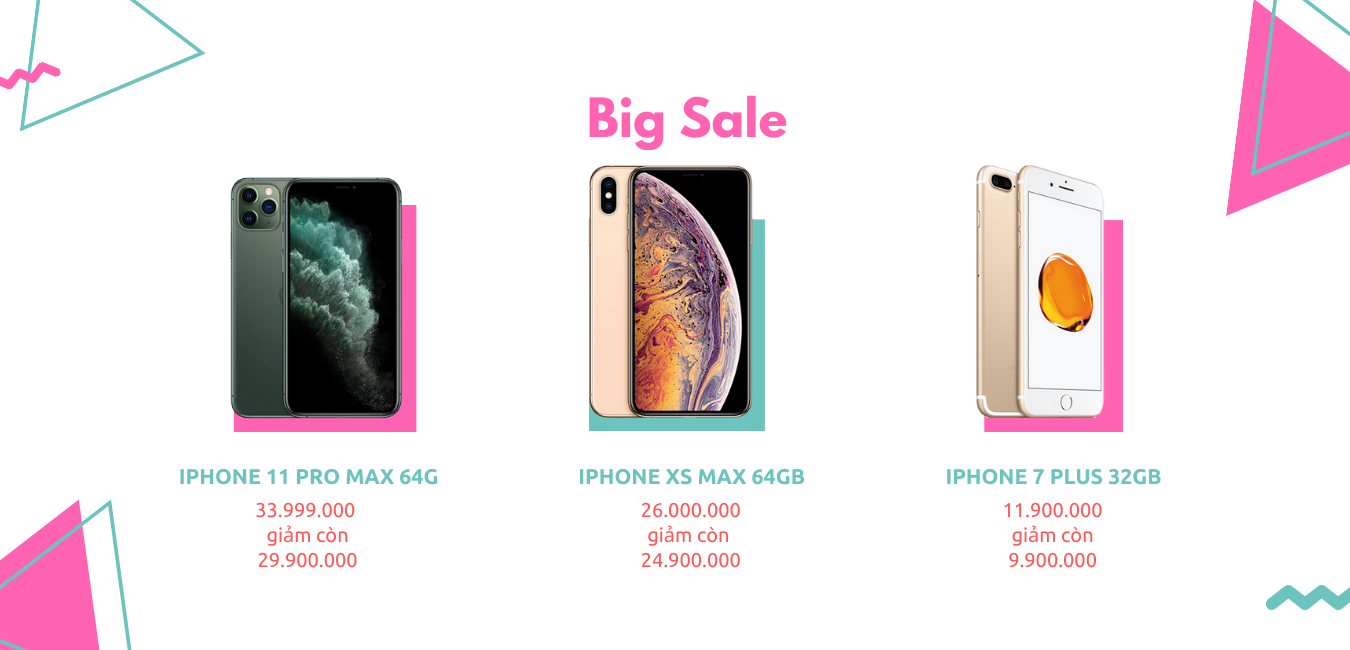 Big Sale
IPHONE 11 PRO MAX 64G
33.999.000
giảm còn
29.900.000
IPHONE XS MAX 64GB
26.000.000
giảm còn
24.900.000
IPHONE 7 PLUS 32GB
11.900.000
giảm còn
9.900.000